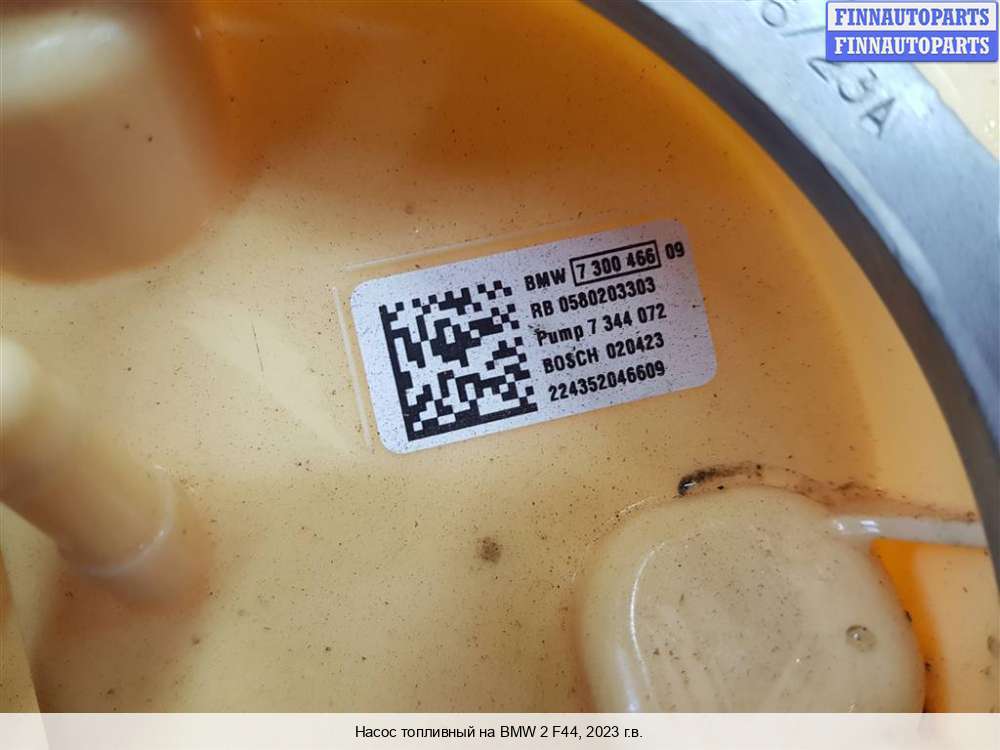 FINNAUTOPARTS
FINNAUTOPARTS
/23A
BMW 7 300 466 09
RB 0580203303
Pump 7 344 072
BOSCH 020423
224352046609
Насос топливный на BMW 2 F44, 2023 г.в.